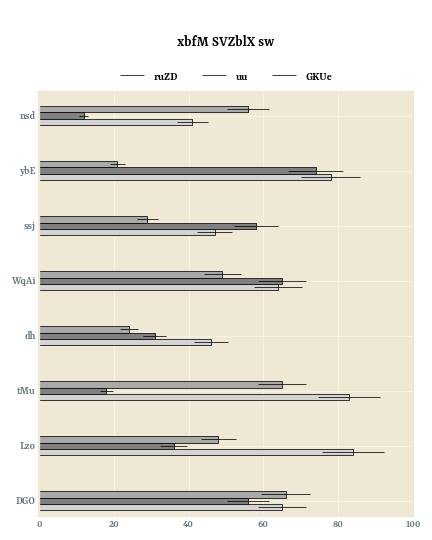 xbfM SVZblX sw
ruZD uu GKUc
nsd
ybE
ssj
WqAi
dh
tMu
Lzo
DGO
0 20 40 60 80 100